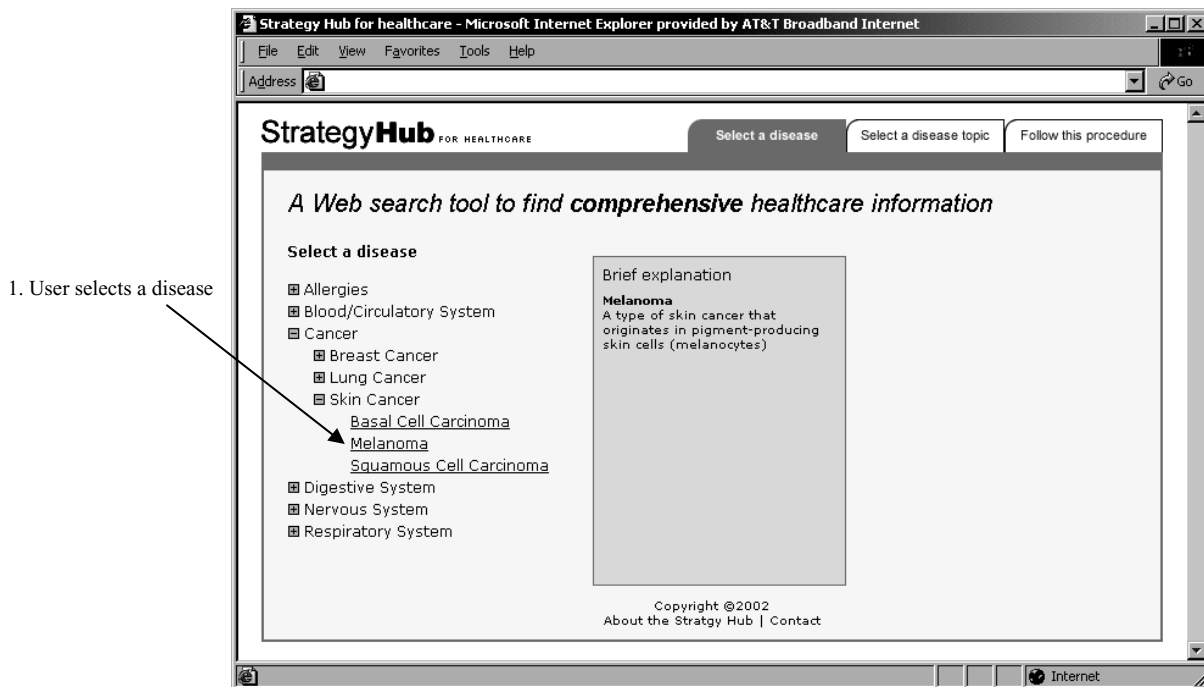 Strategy Hub for healthcare - Microsoft Internet Explorer provided by AT&T Broadband Internet
File Edit View Favorites Tools Help
Address Go
StrategyHub FOR HEALTHCARE
Select a disease Select a disease topic Follow this procedure
A Web search tool to find comprehensive healthcare information
Select a disease
1. User selects a disease
Allergies
Blood/Circulatory System
Cancer
Breast Cancer
Lung Cancer
Skin Cancer
Basal Cell Carcinoma
Melanoma
Squamous Cell Carcinoma
Digestive System
Nervous System
Respiratory System
Brief explanation
Melanoma
A type of skin cancer that
originates in pigment-producing
skin cells (melanocytes)
Copyright ©2002
About the Stratgy Hub | Contact
Internet